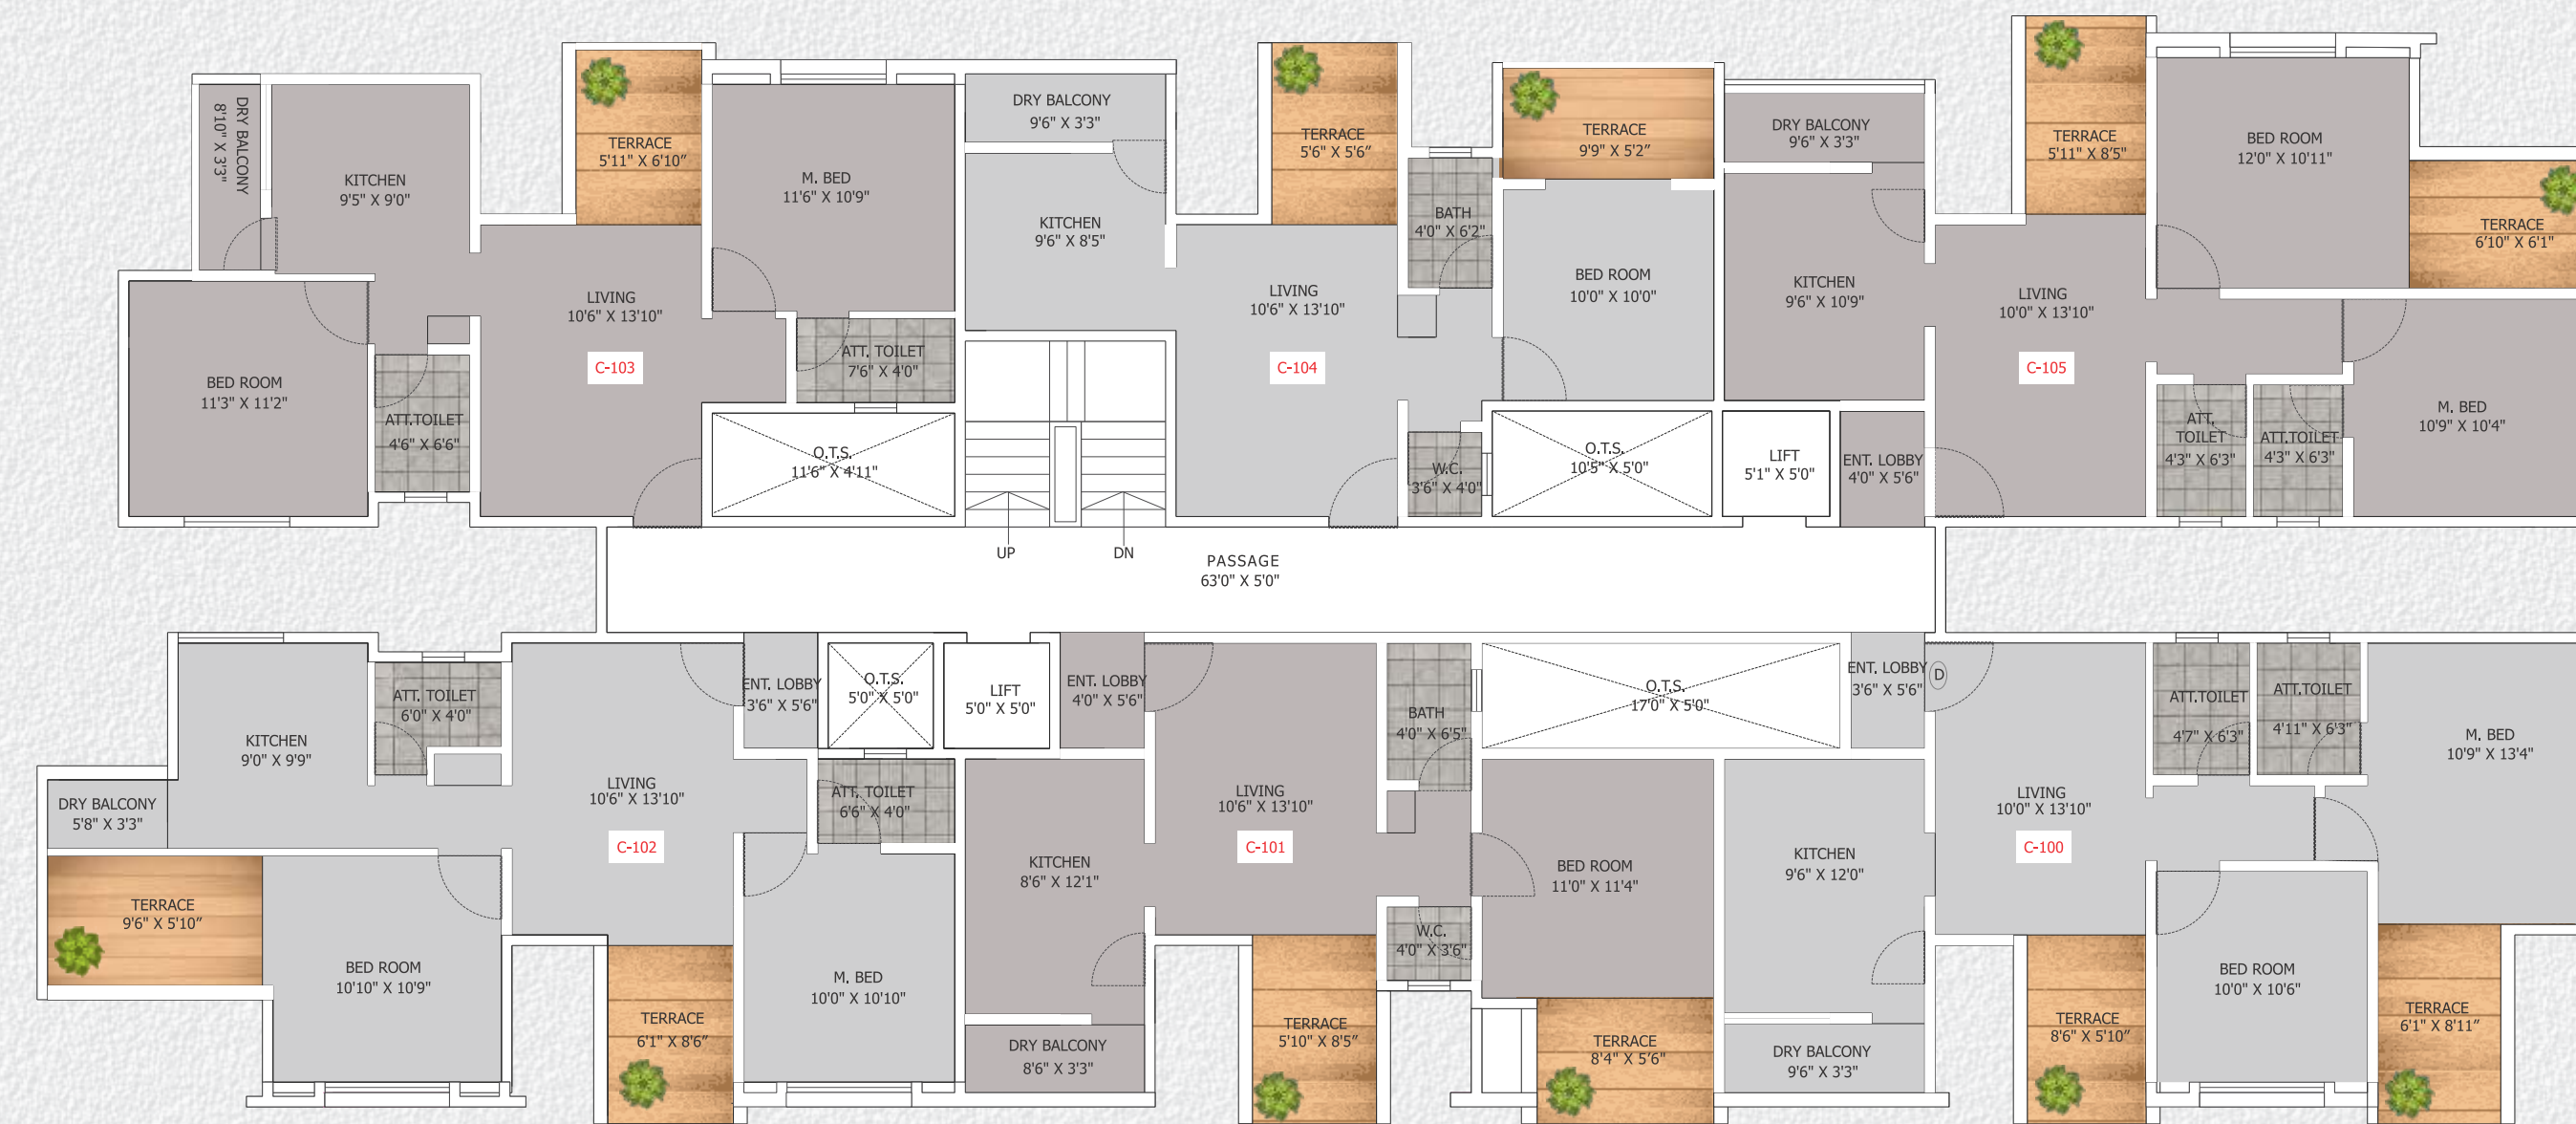 DRY BALCONY
8'10" X 3'3"
KITCHEN
9'5" X 9'0"
TERRACE
5'11" X 6'10"
M. BED
11'6" X 10'9"
LIVING
10'6" X 13'10"
C-103
BED ROOM
11'3" X 11'2"
ATT.TOILET
4'6" X 6'6"
ATT. TOILET
7'6" X 4'0"
O.T.S.
11'6" X 4'11"
DRY BALCONY
9'6" X 3'3"
KITCHEN
9'6" X 8'5"
TERRACE
5'6" X 5'6"
LIVING
10'6" X 13'10"
C-104
BATH
4'0" X 6'2"
TERRACE
9'9" X 5'2"
BED ROOM
10'0" X 10'0"
W.C.
3'6" X 4'0"
O.T.S.
10'5" X 5'0"
LIFT
5'1" X 5'0"
DRY BALCONY
9'6" X 3'3"
KITCHEN
9'6" X 10'9"
ENT. LOBBY
4'0" X 5'6"
TERRACE
5'11" X 8'5"
LIVING
10'0" X 13'10"
C-105
BED ROOM
12'0" X 10'11"
TERRACE
6'10" X 6'1"
ATT.
TOILET
4'3" X 6'3"
ATT.TOILET
4'3" X 6'3"
M. BED
10'9" X 10'4"
UP
DN
PASSAGE
63'0" X 5'0"
ATT. TOILET
6'0" X 4'0"
KITCHEN
9'0" X 9'9"
DRY BALCONY
5'8" X 3'3"
TERRACE
9'6" X 5'10"
BED ROOM
10'10" X 10'9"
LIVING
10'6" X 13'10"
C-102
ENT. LOBBY
3'6" X 5'6"
O.T.S.
5'0" X 5'0"
LIFT
5'0" X 5'0"
ATT. TOILET
6'6" X 4'0"
M. BED
10'0" X 10'10"
TERRACE
6'1" X 8'6"
ENT. LOBBY
4'0" X 5'6"
LIVING
10'6" X 13'10"
C-101
KITCHEN
8'6" X 12'1"
DRY BALCONY
8'6" X 3'3"
TERRACE
5'10" X 8'5"
BATH
4'0" X 6'5"
W.C.
4'0" X 3'6"
O.T.S.
17'0" X 5'0"
BED ROOM
11'0" X 11'4"
TERRACE
8'4" X 5'6"
ENT. LOBBY
3'6" X 5'6"
D
KITCHEN
9'6" X 12'0"
DRY BALCONY
9'6" X 3'3"
LIVING
10'0" X 13'10"
C-100
ATT.TOILET
4'7" X 6'3"
ATT.TOILET
4'11" X 6'3"
M. BED
10'9" X 13'4"
BED ROOM
10'0" X 10'6"
TERRACE
8'6" X 5'10"
TERRACE
6'1" X 8'11"